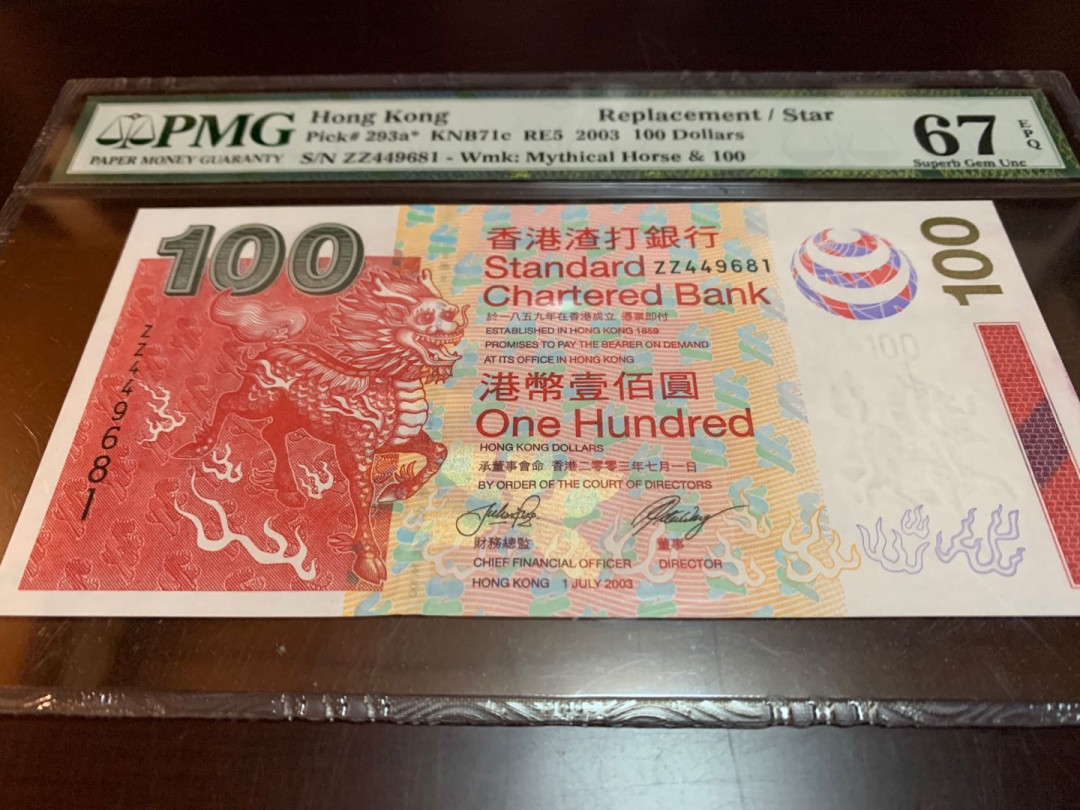 PMG
PAPER MONEY GUARANTY
Hong Kong Replacement / Star
Pick# 293a* KNB71c RE5 2003 100 Dollars
S/N ZZ449681 - Wmk: Mythical Horse & 100
67 EPQ
Superb Gem Unc
100
ZZ449681
香港渣打銀行
Standard ZZ449681
Chartered Bank
於一八五九年在香港成立 憑票即付
ESTABLISHED IN HONG KONG 1859
PROMISES TO PAY THE BEARER ON DEMAND
AT ITS OFFICE IN HONG KONG
港幣壹佰圓
One Hundred
HONG KONG DOLLARS
承董事會命 香港二零零三年七月一日
BY ORDER OF THE COURT OF DIRECTORS
財務總監 董事
CHIEF FINANCIAL OFFICER DIRECTOR
HONG KONG 1 JULY 2003
100
100